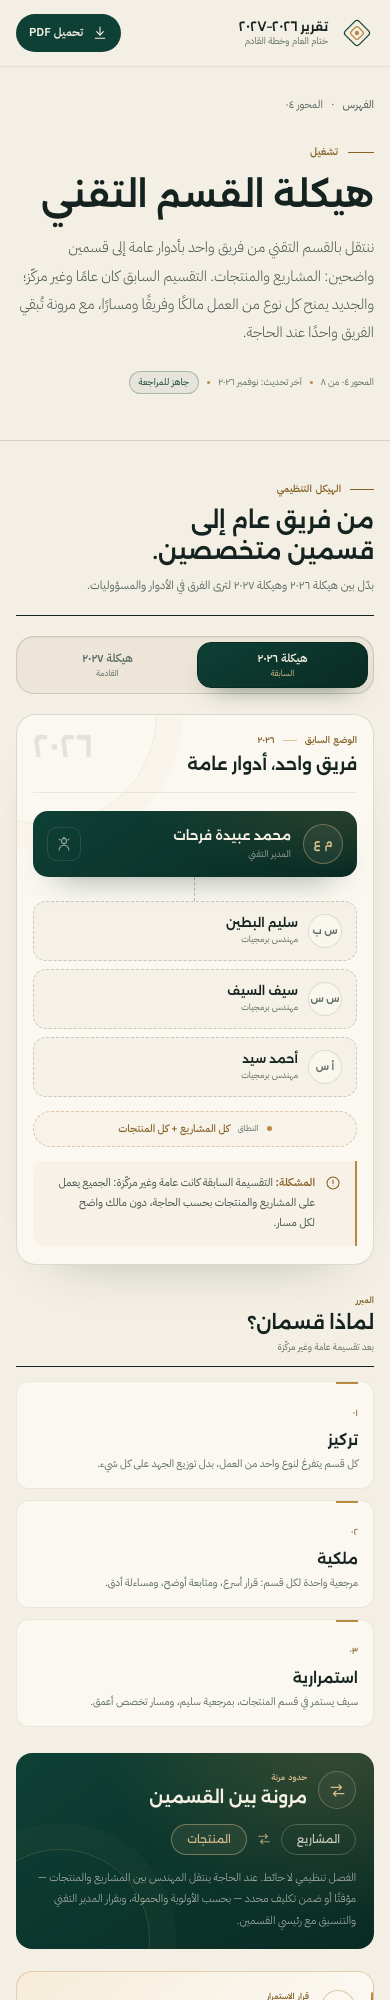 تقرير ٢٠٢٦–٢٠٢٧
ختام العام وخطة القادم
تحميل PDF
الفهرس · المحور ٠٤
تشغيل
هيكلة القسم التقني
ننتقل بالقسم التقني من فريق واحد بأدوار عامة إلى قسمين
واضحين: المشاريع والمنتجات. التقسيم السابق كان عامًا وغير مركّز؛
والجديد يمنح كل نوع من العمل مالكًا وفريقًا ومسارًا، مع مرونة تُبقي
الفريق واحدًا عند الحاجة.
المحور ٠٤ من ٨ • آخر تحديث: نوفمبر ٢٠٢٦ • جاهز للمراجعة
الهيكل التنظيمي
من فريق عام إلى
قسمين متخصصين.
بدّل بين هيكلة ٢٠٢٦ وهيكلة ٢٠٢٧ لترى الفرق في الأدوار والمسؤوليات.
هيكلة ٢٠٢٦
السابقة
هيكلة ٢٠٢٧
القادمة
الوضع السابق — ٢٠٢٦
٢٠٢٦
فريق واحد، أدوار عامة
م ع
محمد عبيدة فرحات
المدير التقني
س ب
سليم البطين
مهندس برمجيات
س س
سيف السيف
مهندس برمجيات
أ س
أحمد سيد
مهندس برمجيات
النطاق كل المشاريع + كل المنتجات
المشكلة: التقسيمة السابقة كانت عامة وغير مركّزة: الجميع يعمل
على المشاريع والمنتجات بحسب الحاجة، دون مالك واضح
لكل مسار.
المبرر
لماذا قسمان؟
بعد تقسيمة عامة وغير مركّزة
٠١
تركيز
كل قسم يتفرغ لنوع واحد من العمل، بدل توزيع الجهد على كل شيء.
٠٢
ملكية
مرجعية واحدة لكل قسم: قرار أسرع، ومتابعة أوضح، ومساءلة أدق.
٠٣
استمرارية
سيف يستمر في قسم المنتجات، بمرجعية سليم، ومسار تخصص أعمق.
حدود مرنة
مرونة بين القسمين
المشاريع
المنتجات
الفصل تنظيمي لا حائط. عند الحاجة ينتقل المهندس بين المشاريع والمنتجات —
مؤقتًا أو ضمن تكليف محدد — بحسب الأولوية والحمولة، وبقرار المدير التقني
والتنسيق مع رئيسي القسمين.
قرار الاستمرار